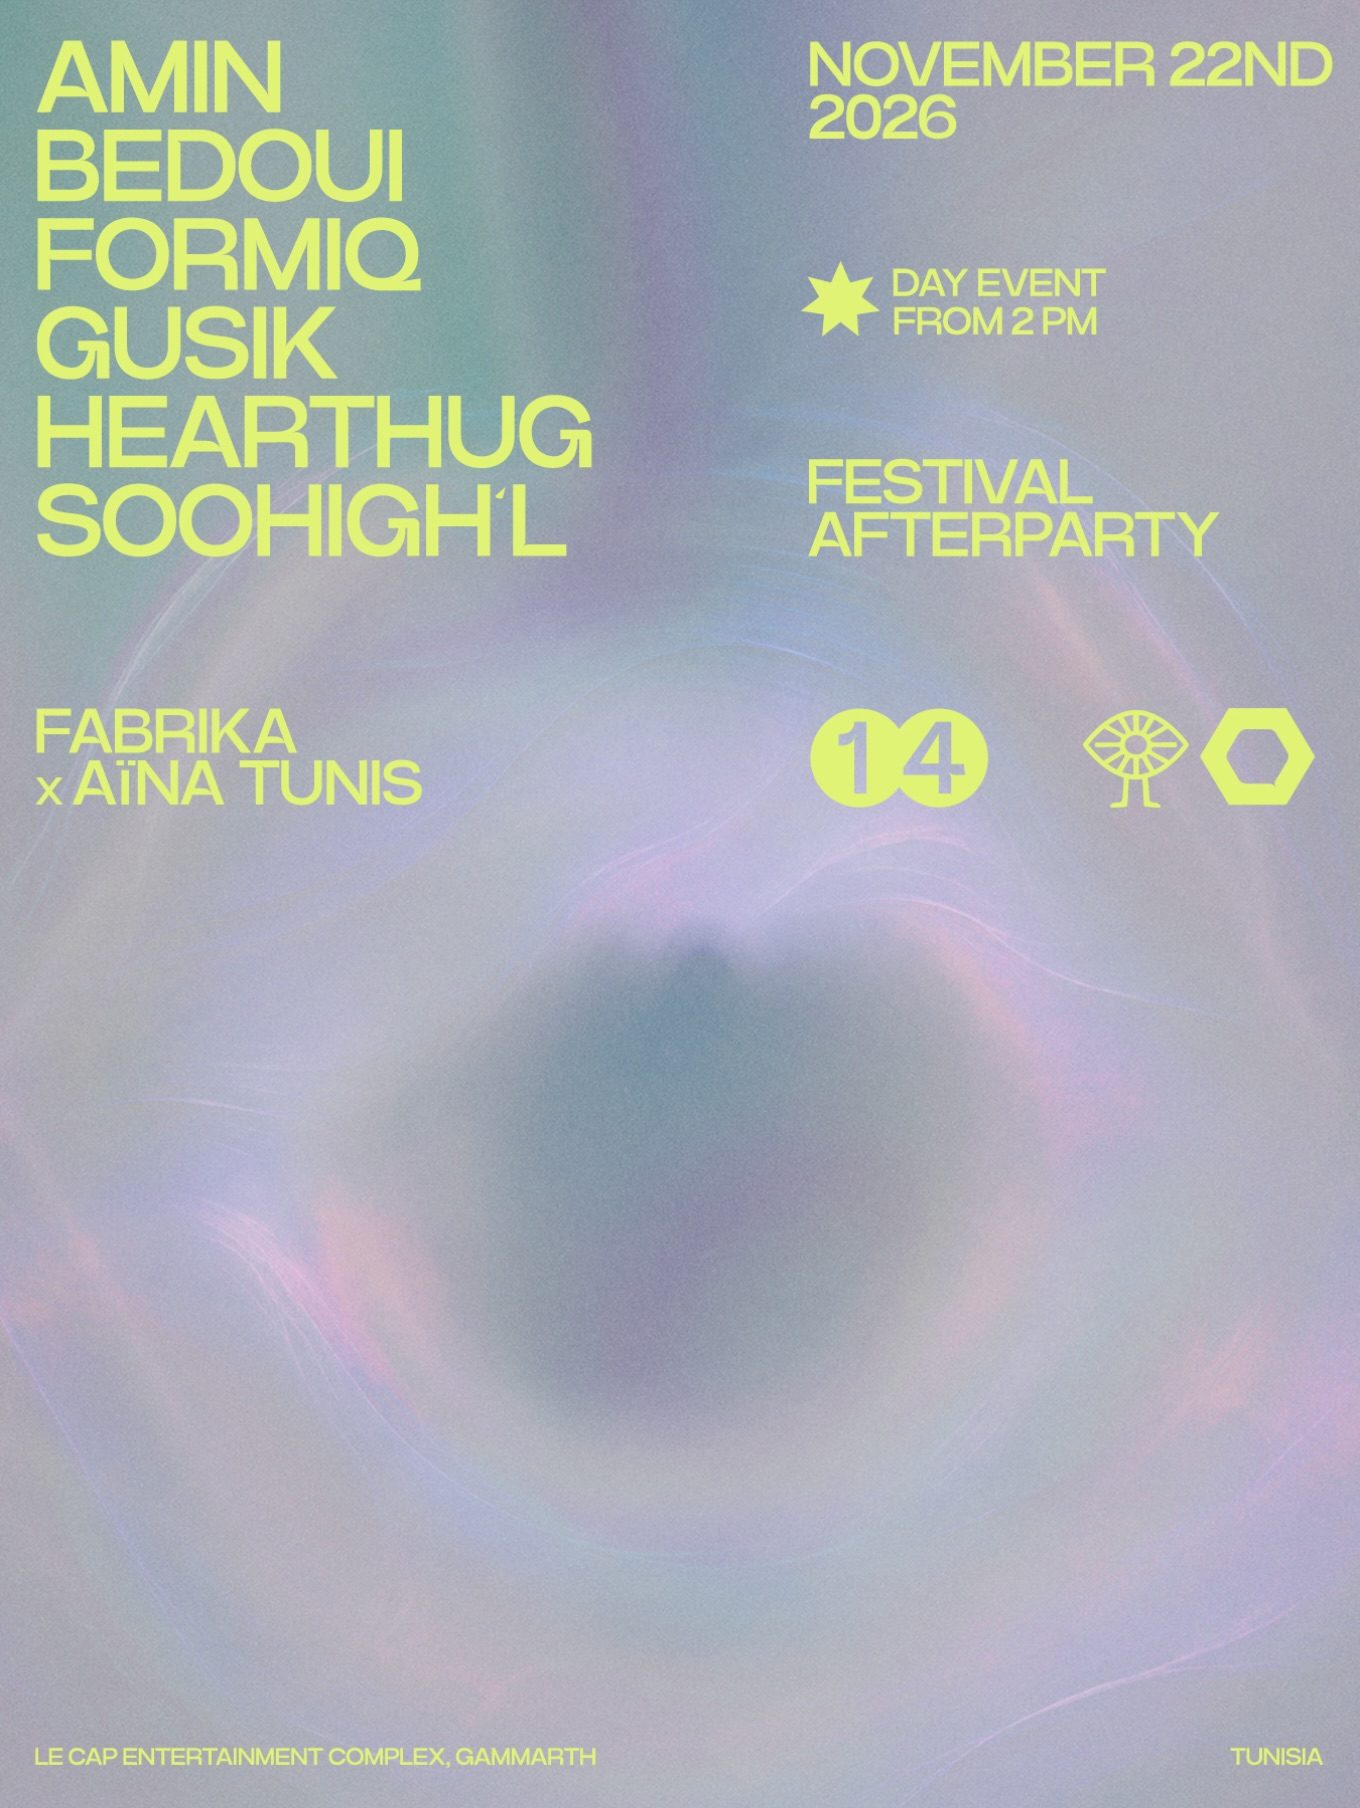 AMIN
BEDOUI
FORMIQ
GUSIK
HEARTHUG
SOOHIGH'L
NOVEMBER 22ND
2026
DAY EVENT
FROM 2 PM
FESTIVAL
AFTERPARTY
FABRIKA
x AïNA TUNIS
14
LE CAP ENTERTAINMENT COMPLEX, GAMMARTH
TUNISIA